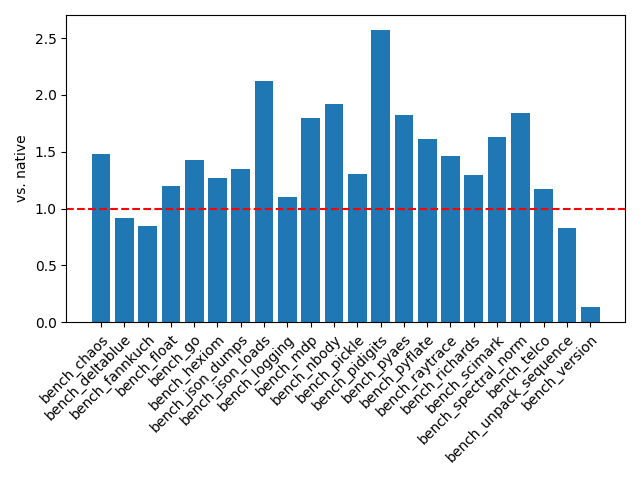 vs. native
2.5
2.0
1.5
1.0
0.5
0.0
bench_chaos
bench_deltablue
bench_fannkuch
bench_float
bench_go
bench_hexiom
bench_json_dumps
bench_json_loads
bench_logging
bench_mdp
bench_nbody
bench_pickle
bench_pidigits
bench_pyaes
bench_pyflate
bench_raytrace
bench_richards
bench_scimark
bench_spectral_norm
bench_telco
bench_unpack_sequence
bench_version